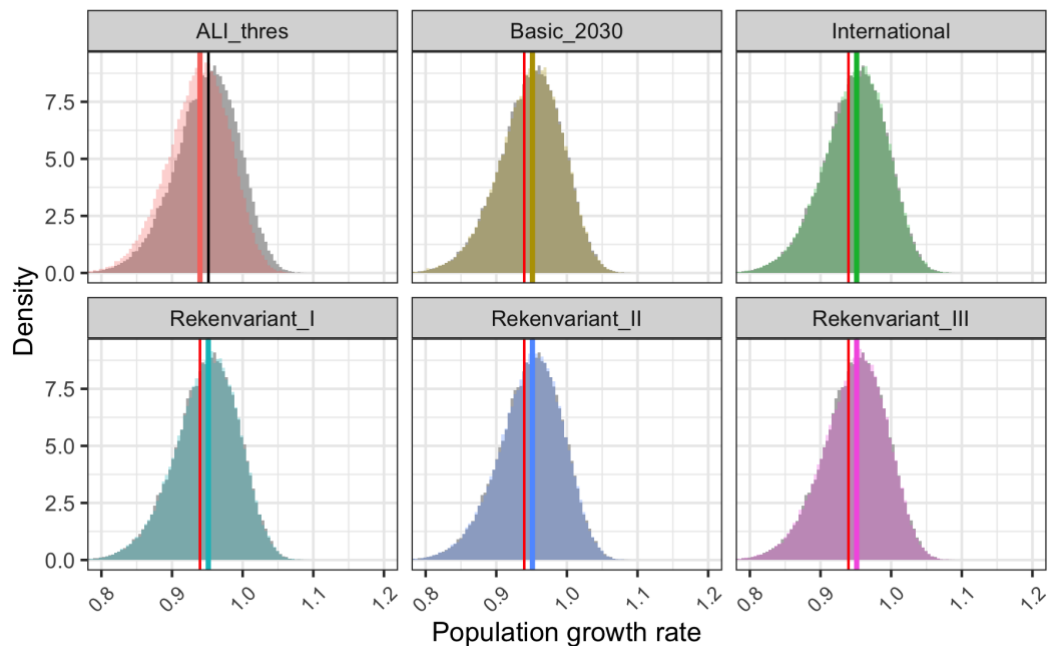 ALI_thres
Basic_2030
International
7.5
5.0
2.5
0.0
Rekenvariant_I
Rekenvariant_II
Rekenvariant_III
7.5
5.0
2.5
0.0
0.8 0.9 1.0 1.1 1.2
0.8 0.9 1.0 1.1 1.2
0.8 0.9 1.0 1.1 1.2
Density
Population growth rate